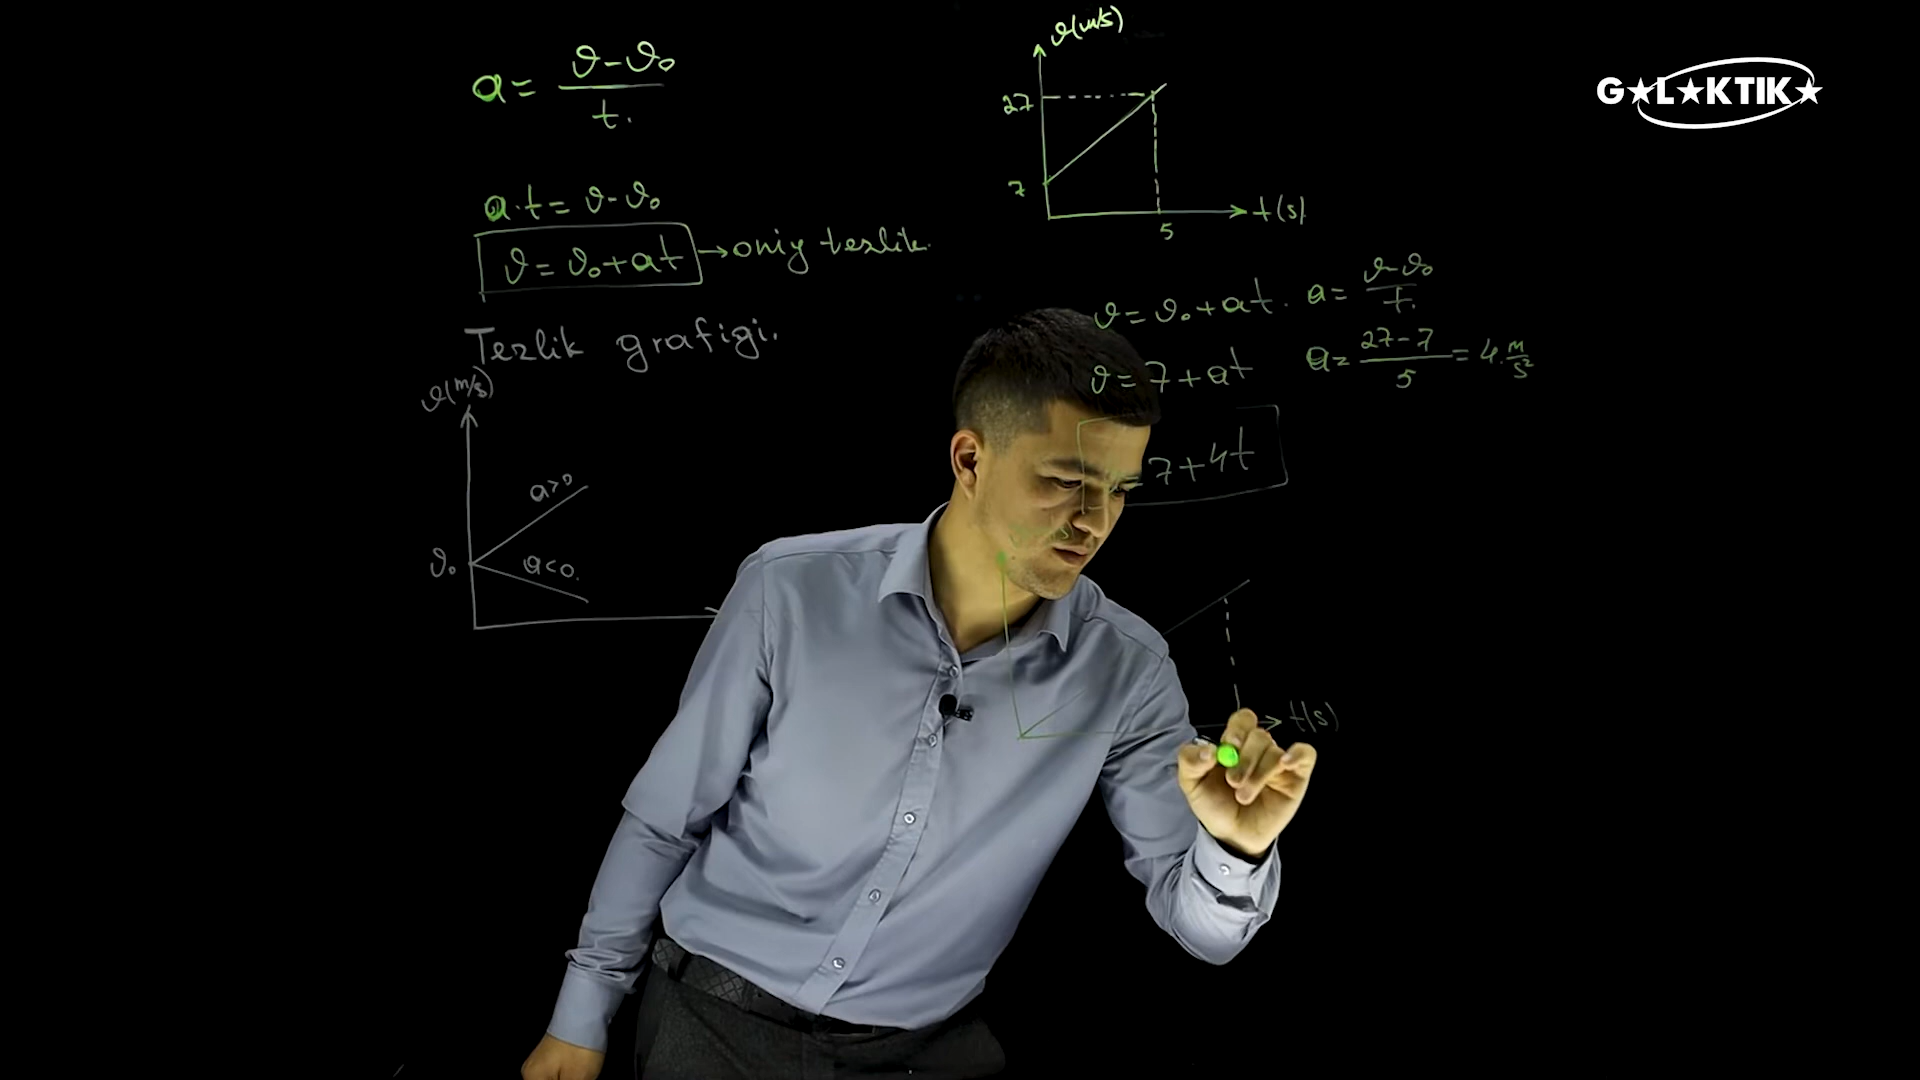 a = ϑ-ϑ₀ / t.
a·t = ϑ-ϑ₀
ϑ = ϑ₀+at → oniy tezlik.
Tezlik grafigi.
ϑ(m/s)
a>0
ϑ₀
a<0.
ϑ(m/s)
27
7
5
t(s)
ϑ = ϑ₀+at.
ϑ = 7+at
= 7+4t
a = ϑ-ϑ₀ / t.
a = 27-7 / 5 = 4 m/s²
t(s)
G★L★KTIK★